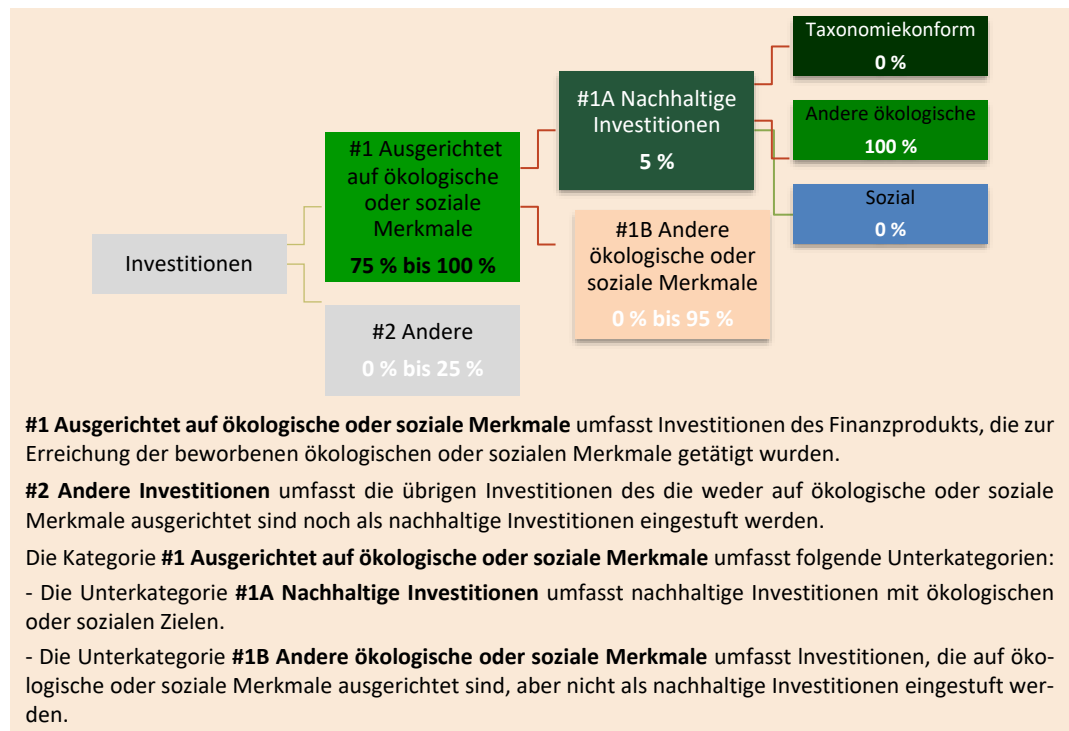 Taxonomiekonform
0 %
#1A Nachhaltige
Investitionen
5 %
Andere ökologische
100 %
#1 Ausgerichtet
auf ökologische
oder soziale
Merkmale
75 % bis 100 %
Sozial
0 %
#1B Andere
ökologische oder
soziale Merkmale
0 % bis 95 %
Investitionen
#2 Andere
0 % bis 25 %
#1 Ausgerichtet auf ökologische oder soziale Merkmale umfasst Investitionen des Finanzprodukts, die zur
Erreichung der beworbenen ökologischen oder sozialen Merkmale getätigt wurden.
#2 Andere Investitionen umfasst die übrigen Investitionen des die weder auf ökologische oder soziale
Merkmale ausgerichtet sind noch als nachhaltige Investitionen eingestuft werden.
Die Kategorie #1 Ausgerichtet auf ökologische oder soziale Merkmale umfasst folgende Unterkategorien:
- Die Unterkategorie #1A Nachhaltige Investitionen umfasst nachhaltige Investitionen mit ökologischen
oder sozialen Zielen.
- Die Unterkategorie #1B Andere ökologische oder soziale Merkmale umfasst Investitionen, die auf öko-
logische oder soziale Merkmale ausgerichtet sind, aber nicht als nachhaltige Investitionen eingestuft wer-
den.